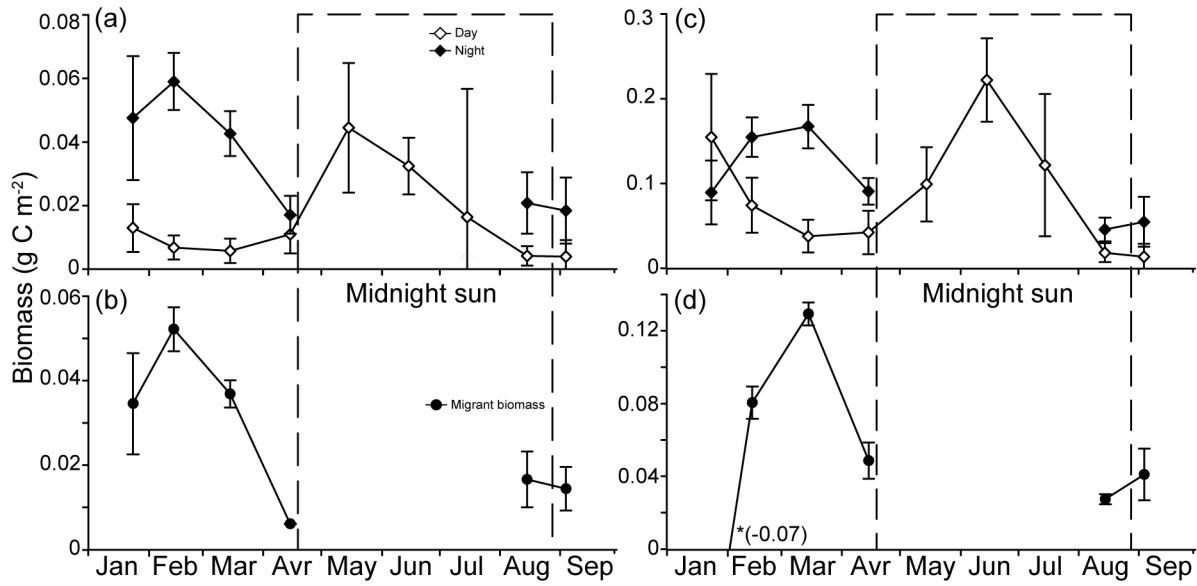 Biomass (g C m⁻²)
(a)
0.08
0.06
0.04
0.02
0
Day
Night
Midnight sun
(b)
0.06
0.04
0.02
0
Migrant biomass
Jan Feb Mar Avr May Jun Jul Aug Sep
(c)
0.3
0.2
0.1
0
Midnight sun
(d)
0.12
0.08
0.04
0
*(-0.07)
Jan Feb Mar Avr May Jun Jul Aug Sep